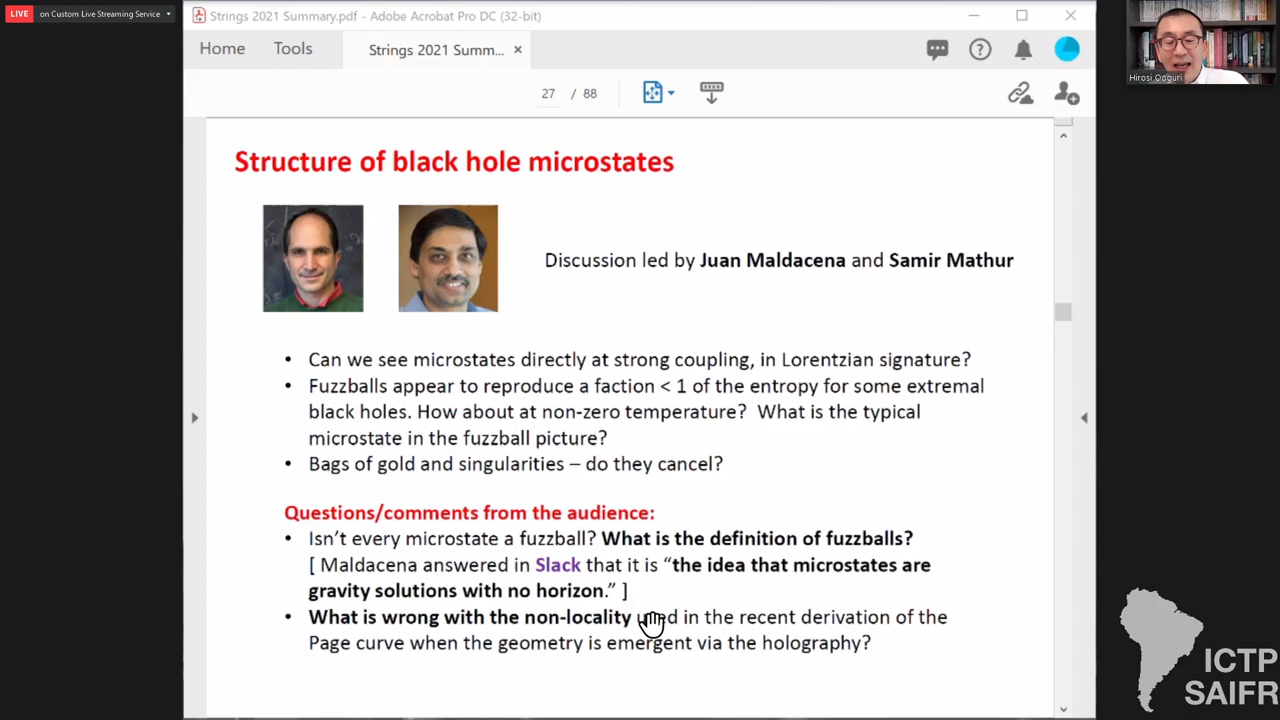 LIVE on Custom Live Streaming Service
Strings 2021 Summary.pdf - Adobe Acrobat Pro DC (32-bit)
Home Tools Strings 2021 Summ...
27 / 88
Hirosi Ooguri
Structure of black hole microstates
Discussion led by Juan Maldacena and Samir Mathur
• Can we see microstates directly at strong coupling, in Lorentzian signature?
• Fuzzballs appear to reproduce a faction < 1 of the entropy for some extremal
black holes. How about at non-zero temperature? What is the typical
microstate in the fuzzball picture?
• Bags of gold and singularities – do they cancel?
Questions/comments from the audience:
• Isn't every microstate a fuzzball? What is the definition of fuzzballs?
[ Maldacena answered in Slack that it is “the idea that microstates are
gravity solutions with no horizon.” ]
• What is wrong with the non-locality used in the recent derivation of the
Page curve when the geometry is emergent via the holography?
ICTP
SAIFR